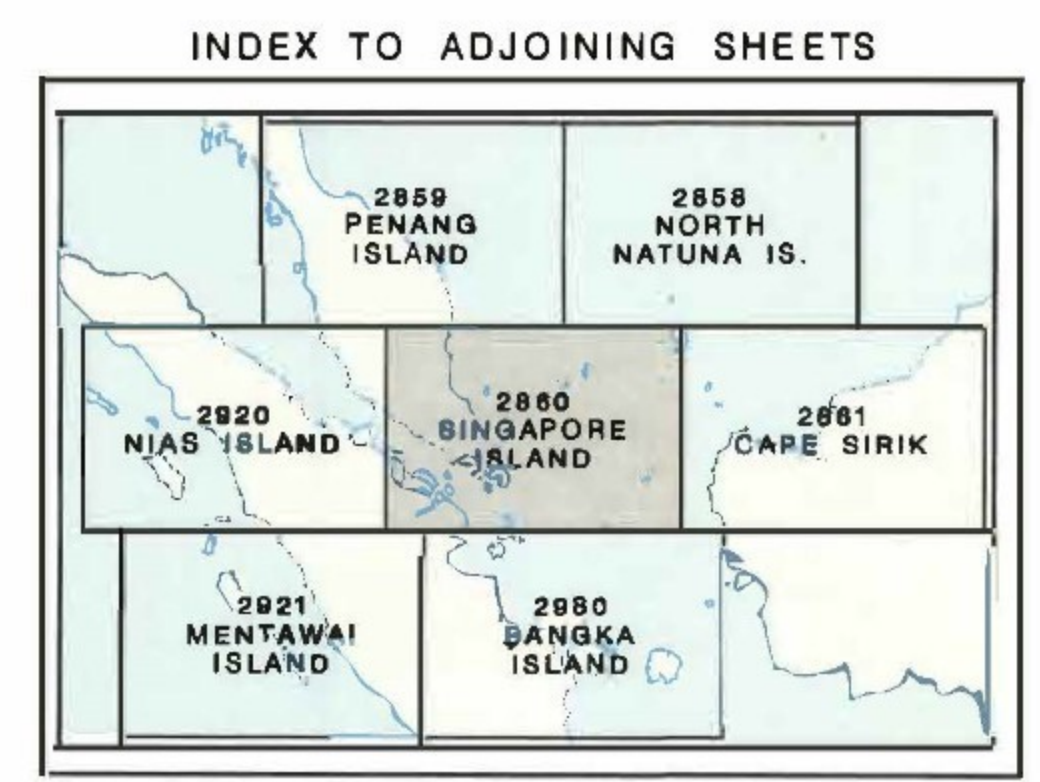 INDEX TO ADJOINING SHEETS
2859
PENANG
ISLAND
2858
NORTH
NATUNA IS.
2920
NIAS ISLAND
2860
SINGAPORE
ISLAND
2861
CAPE SIRIK
2921
MENTAWAI
ISLAND
2980
BANGKA
ISLAND